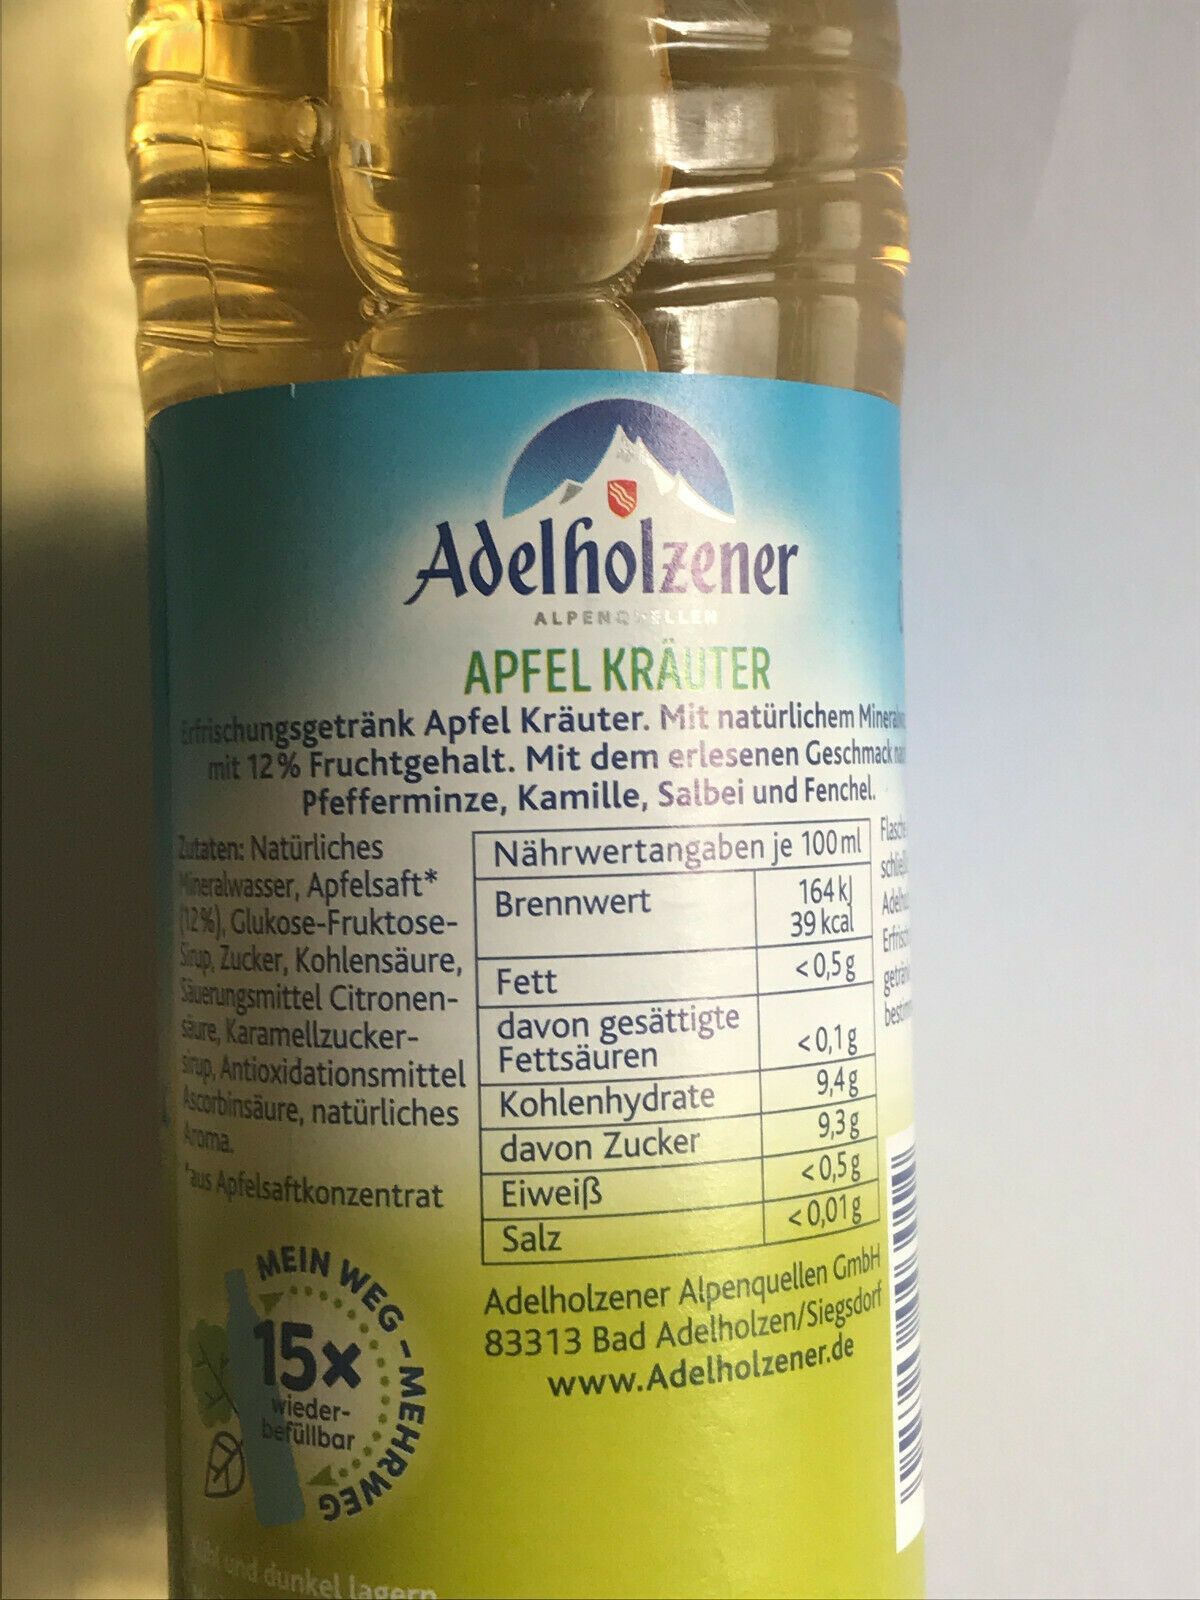 Adelholzener
ALPENQUELLEN
APFEL KRÄUTER
Erfrischungsgetränk Apfel Kräuter. Mit natürlichem
mit 12% Fruchtgehalt. Mit dem erlesenen Geschmack
Pfefferminze, Kamille, Salbei und Fenchel.
Zutaten: Natürliches
Mineralwasser, Apfelsaft*
(12%), Glukose-Fruktose-
Sirup, Zucker, Kohlensäure,
Säuerungsmittel Citronen-
säure, Karamellzucker-
sirup, Antioxidationsmittel
Ascorbinsäure, natürliches
Aroma.
*aus Apfelsaftkonzentrat
Nährwertangaben je 100 ml
Brennwert 164 kJ
39 kcal
Fett <0,5 g
davon gesättigte
Fettsäuren <0,1 g
Kohlenhydrate 9,4 g
davon Zucker 9,3 g
Eiweiß <0,5 g
Salz <0,01 g
Adelholzener Alpenquellen GmbH
83313 Bad Adelholzen/Siegsdorf
www.Adelholzener.de
MEIN WEG - MEHRWEG
15x
wieder-
befüllbar
und dunkel lagern